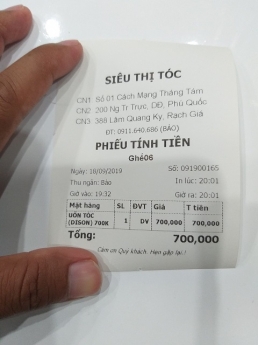 SIÊU THỊ TÓC
CN1: Số 01 Cách Mạng Tháng Tám
CN2: 200 Ng Tr Trực, DĐ, Phú Quốc
CN3: 388 Lâm Quang Ky, Rạch Giá
ĐT: 0911.640.686 (BẢO)
PHIẾU TÍNH TIỀN
Ghế06
Ngày: 18/09/2019 Số: 091900165
Thu ngân: Bảo In lúc: 20:01
Giờ vào: 19:32 Giờ ra: 20:01
Mặt hàng SL ĐVT Giá T tiền
UỐN TÓC (DISON) 700K 1 DV 700,000 700,000
Tổng: 700,000
Cảm ơn Quý khách. Hẹn gặp lại !